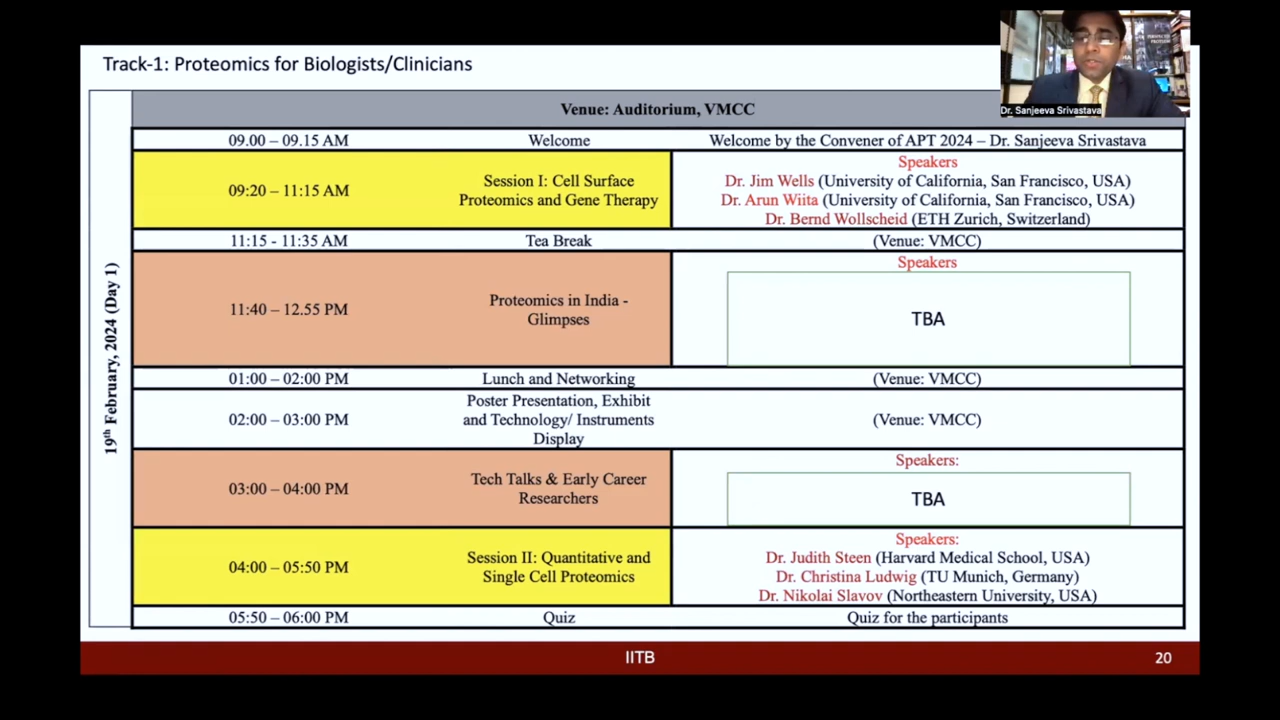 Track-1: Proteomics for Biologists/Clinicians
Dr. Sanjeeva Srivastava
19th February, 2024 (Day 1)
Venue: Auditorium, VMCC
09.00 – 09.15 AM Welcome Welcome by the Convener of APT 2024 – Dr. Sanjeeva Srivastava
09:20 – 11:15 AM
Session I: Cell Surface
Proteomics and Gene Therapy
Speakers
Dr. Jim Wells (University of California, San Francisco, USA)
Dr. Arun Wiita (University of California, San Francisco, USA)
Dr. Bernd Wollscheid (ETH Zurich, Switzerland)
11:15 - 11:35 AM Tea Break (Venue: VMCC)
11:40 – 12.55 PM
Proteomics in India -
Glimpses
Speakers
TBA
01:00 – 02:00 PM Lunch and Networking (Venue: VMCC)
02:00 – 03:00 PM
Poster Presentation, Exhibit
and Technology/ Instruments
Display
(Venue: VMCC)
03:00 – 04:00 PM
Tech Talks & Early Career
Researchers
Speakers:
TBA
04:00 – 05:50 PM
Session II: Quantitative and
Single Cell Proteomics
Speakers:
Dr. Judith Steen (Harvard Medical School, USA)
Dr. Christina Ludwig (TU Munich, Germany)
Dr. Nikolai Slavov (Northeastern University, USA)
05:50 – 06:00 PM Quiz Quiz for the participants
IITB
20